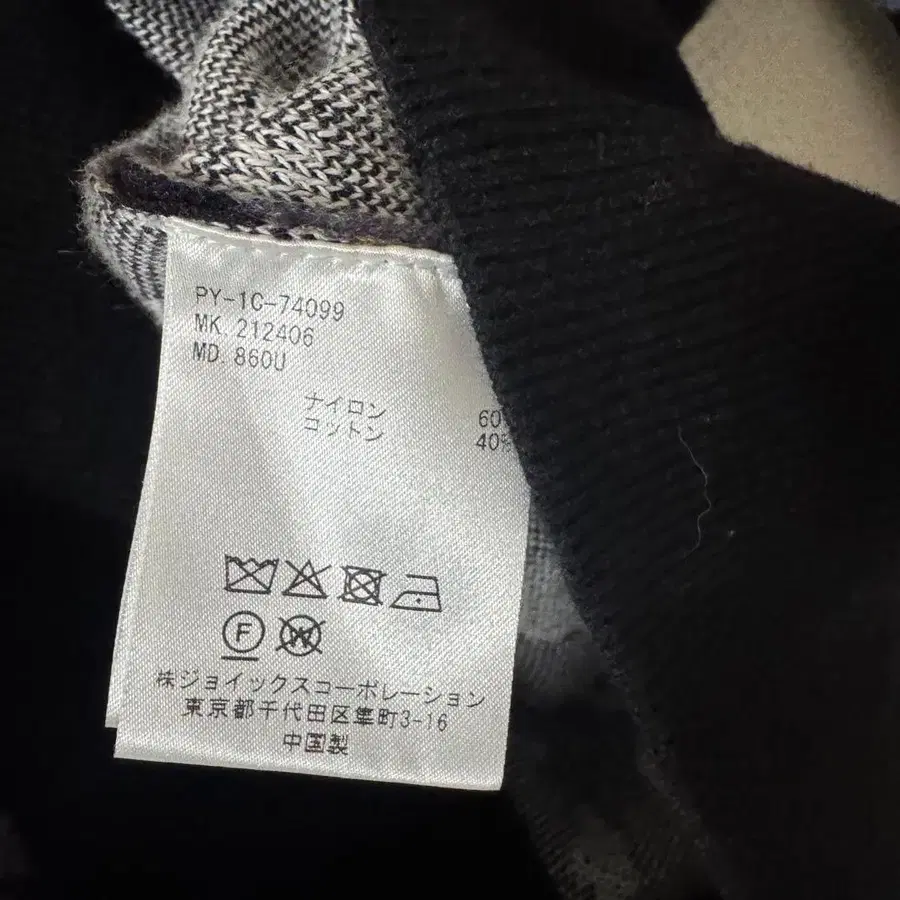 PY-1C-74099
MK. 212406
MD. 860U
ナイロン 60
コットン 40%
F
W
株ジョイックスコーポレーション
東京都千代田区隼町3-16
中国製